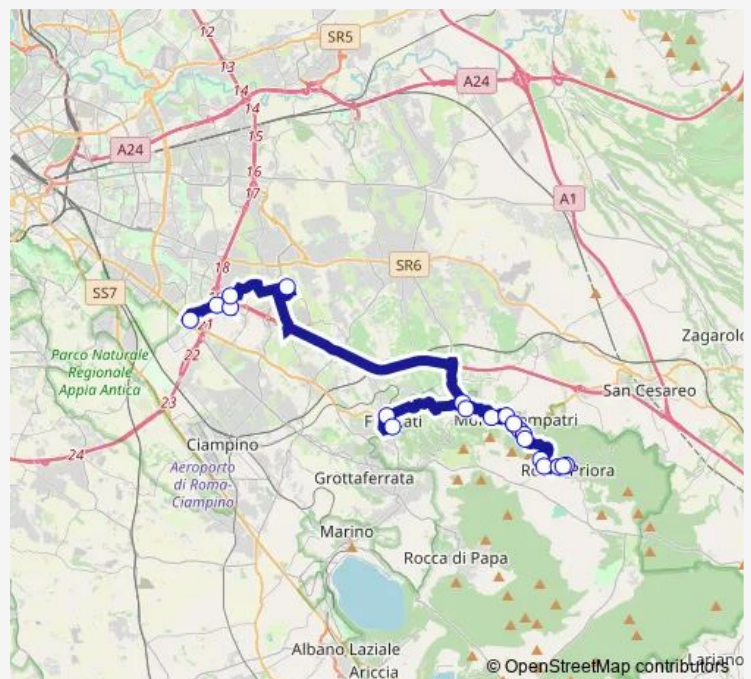 12
SR5
13
14
A24
14
A24
15
16
17
A1
18
SR6
SS7
21
22
Parco Naturale
Regionale
Appia Antica
Zagarolo
23
San Cesareo
24
Ciampino
Aeroporto
di Roma-
Ciampino
Grottaferrata
Marino
Rocca di Papa
Albano Laziale
Ariccia
Lariano
© OpenStreetMap contributors